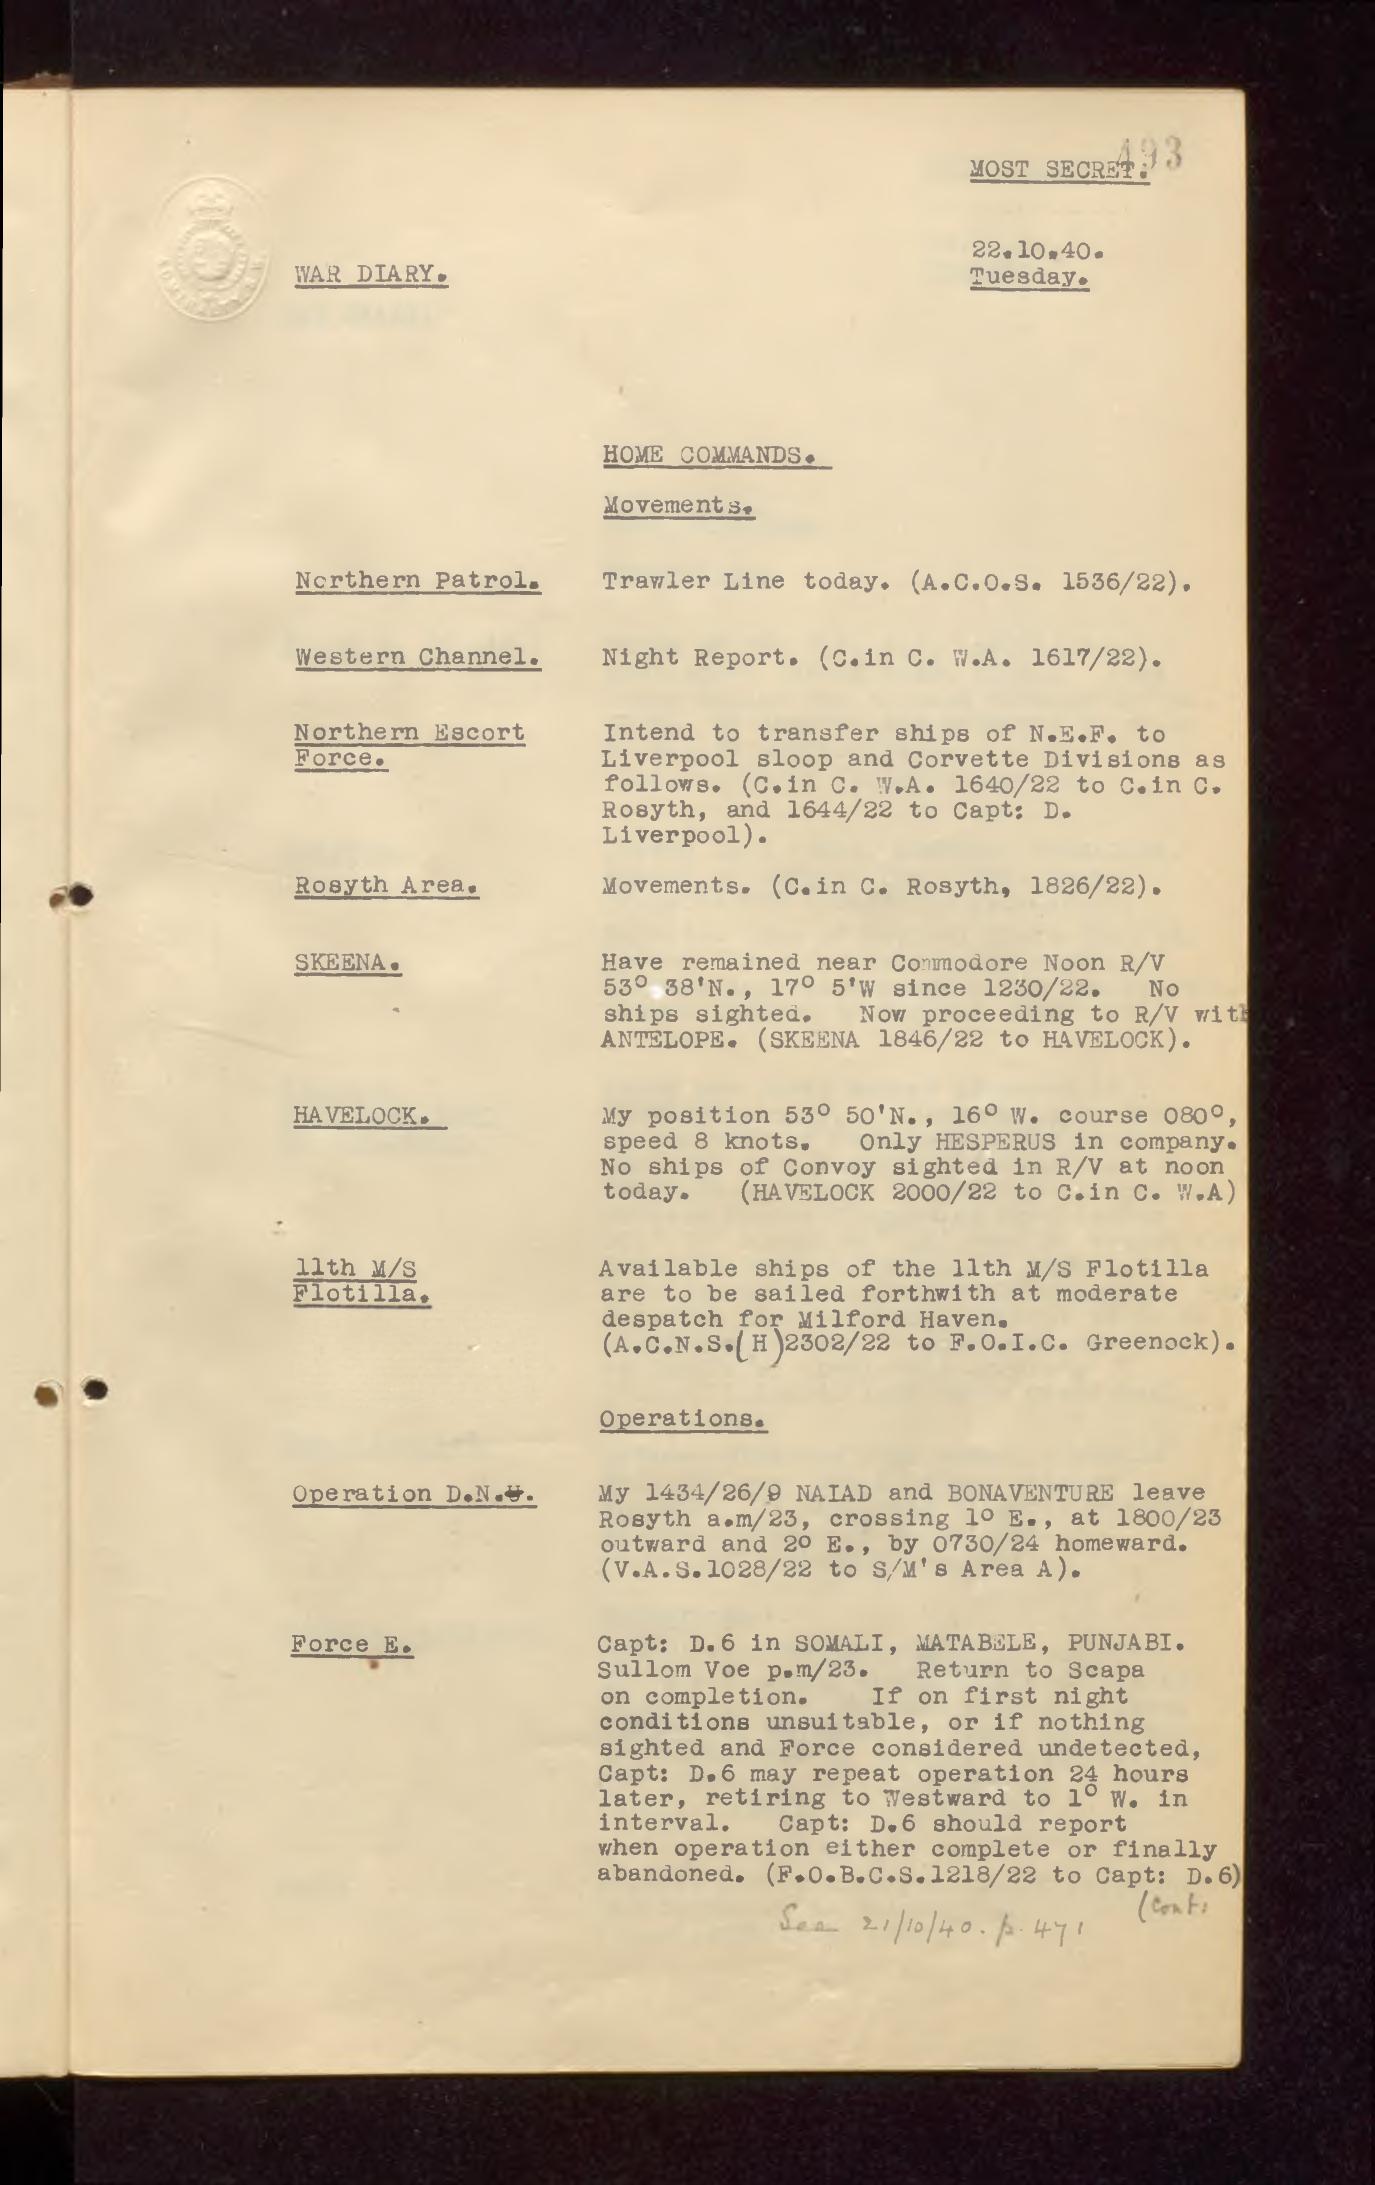 493
MOST SECRET.
22.10.40.
WAR DIARY.
Tuesday.
HOME COMMANDS.
Movements.
Northern Patrol. Trawler Line today. (A.C.O.S. 1536/22).
Western Channel. Night Report. (C.in C. W.A. 1617/22).
Northern Escort Intend to transfer ships of N.E.F. to
Force. Liverpool sloop and Corvette Divisions as
follows. (C.in C. W.A. 1640/22 to C.in C.
Rosyth, and 1644/22 to Capt: D.
Liverpool).
Rosyth Area. Movements. (C.in C. Rosyth, 1826/22).
SKEENA. Have remained near Commodore Noon R/V
53° 38'N., 17° 5'W since 1230/22. No
ships sighted. Now proceeding to R/V with
ANTELOPE. (SKEENA 1846/22 to HAVELOCK).
HAVELOCK. My position 53° 50'N., 16° W. course 080°,
speed 8 knots. Only HESPERUS in company.
No ships of Convoy sighted in R/V at noon
today. (HAVELOCK 2000/22 to C.in C. W.A)
11th M/S Available ships of the 11th M/S Flotilla
Flotilla. are to be sailed forthwith at moderate
despatch for Milford Haven.
(A.C.N.S.(H)2302/22 to F.O.I.C. Greenock).
Operations.
Operation D.N.U. My 1434/26/9 NAIAD and BONAVENTURE leave
Rosyth a.m/23, crossing 1° E., at 1800/23
outward and 2° E., by 0730/24 homeward.
(V.A.S.1028/22 to S/M's Area A).
Force E. Capt: D.6 in SOMALI, MATABELE, PUNJABI.
Sullom Voe p.m/23. Return to Scapa
on completion. If on first night
conditions unsuitable, or if nothing
sighted and Force considered undetected,
Capt: D.6 may repeat operation 24 hours
later, retiring to Westward to 1° W. in
interval. Capt: D.6 should report
when operation either complete or finally
abandoned. (F.O.B.C.S.1218/22 to Capt: D.6)
(Cont:
See 21/10/40. p. 471